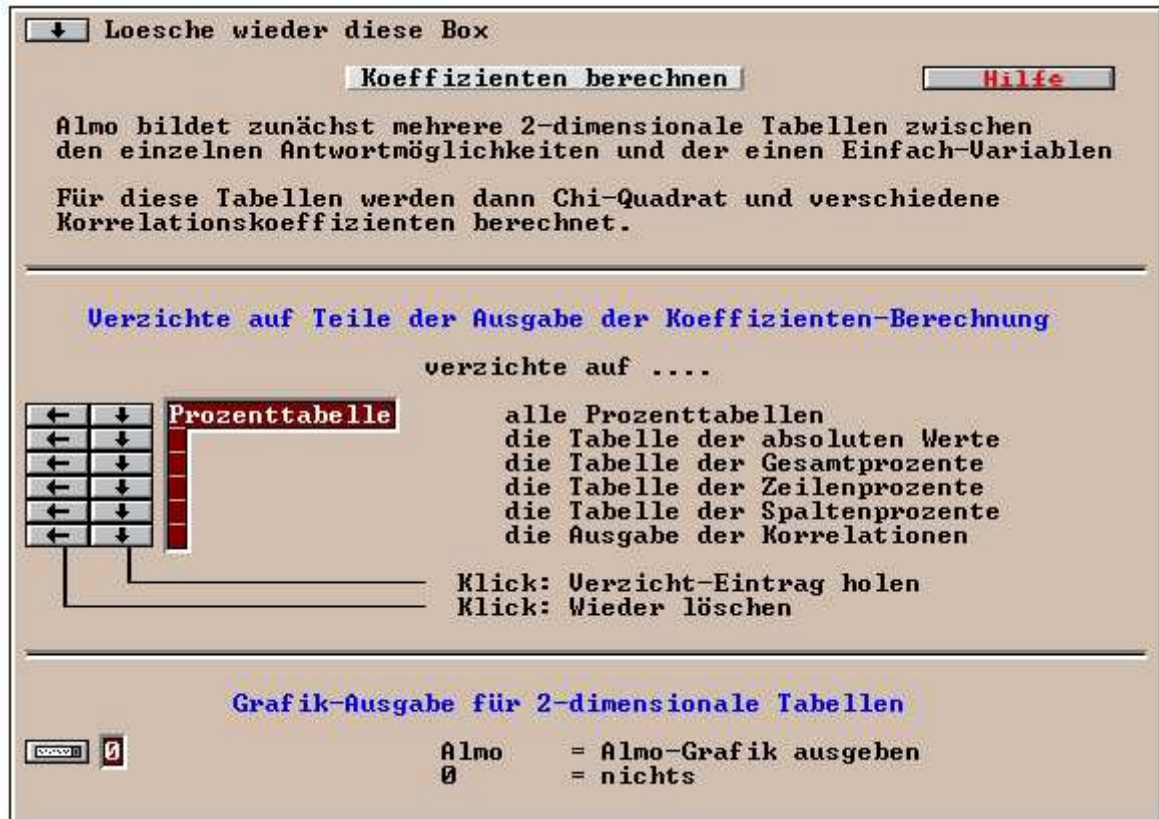 Loesche wieder diese Box
Koeffizienten berechnen
Hilfe
Almo bildet zunächst mehrere 2-dimensionale Tabellen zwischen
den einzelnen Antwortmöglichkeiten und der einen Einfach-Variablen
Für diese Tabellen werden dann Chi-Quadrat und verschiedene
Korrelationskoeffizienten berechnet.
Verzichte auf Teile der Ausgabe der Koeffizienten-Berechnung
verzichte auf ....
Prozenttabelle alle Prozenttabellen
die Tabelle der absoluten Werte
die Tabelle der Gesamtprozente
die Tabelle der Zeilenprozente
die Tabelle der Spaltenprozente
die Ausgabe der Korrelationen
Klick: Verzicht-Eintrag holen
Klick: Wieder löschen
Grafik-Ausgabe für 2-dimensionale Tabellen
0 Almo = Almo-Grafik ausgeben
0 = nichts